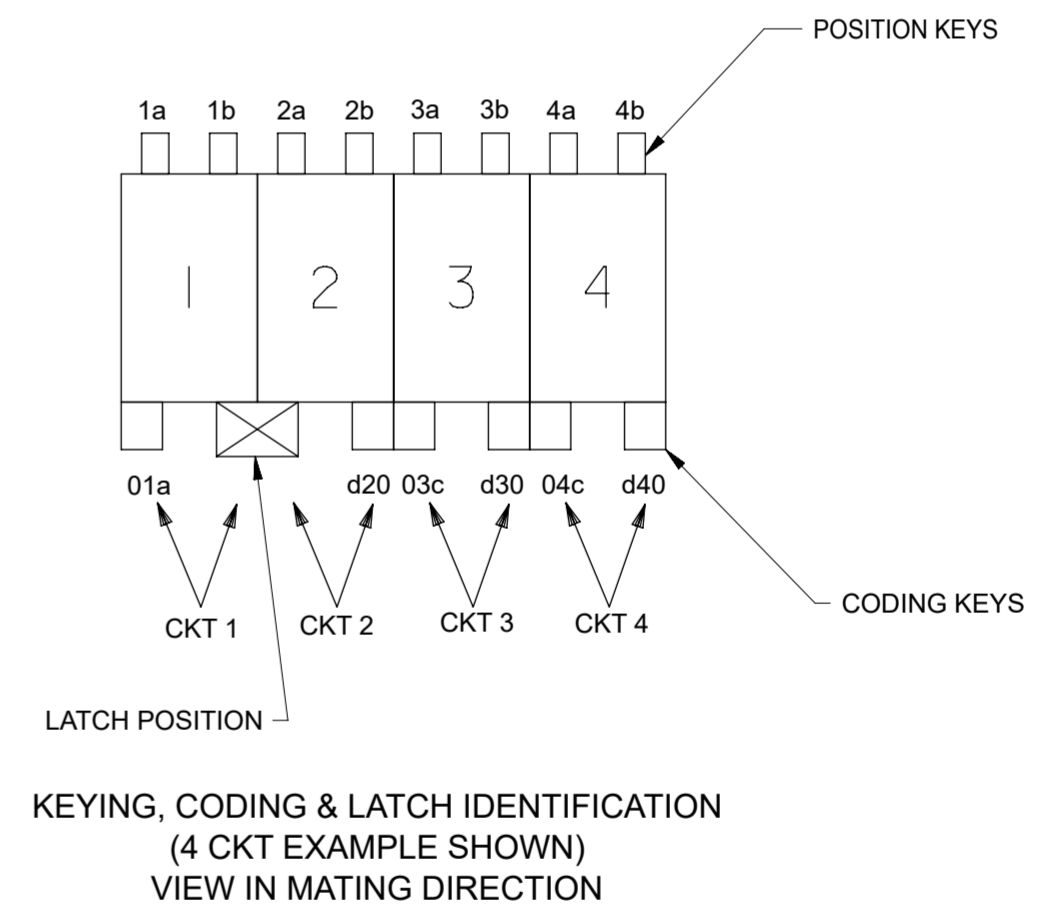 POSITION KEYS
1a 1b 2a 2b 3a 3b 4a 4b
1 2 3 4
01a d20 03c d30 04c d40
CODING KEYS
CKT 1 CKT 2 CKT 3 CKT 4
LATCH POSITION
KEYING, CODING & LATCH IDENTIFICATION
(4 CKT EXAMPLE SHOWN)
VIEW IN MATING DIRECTION